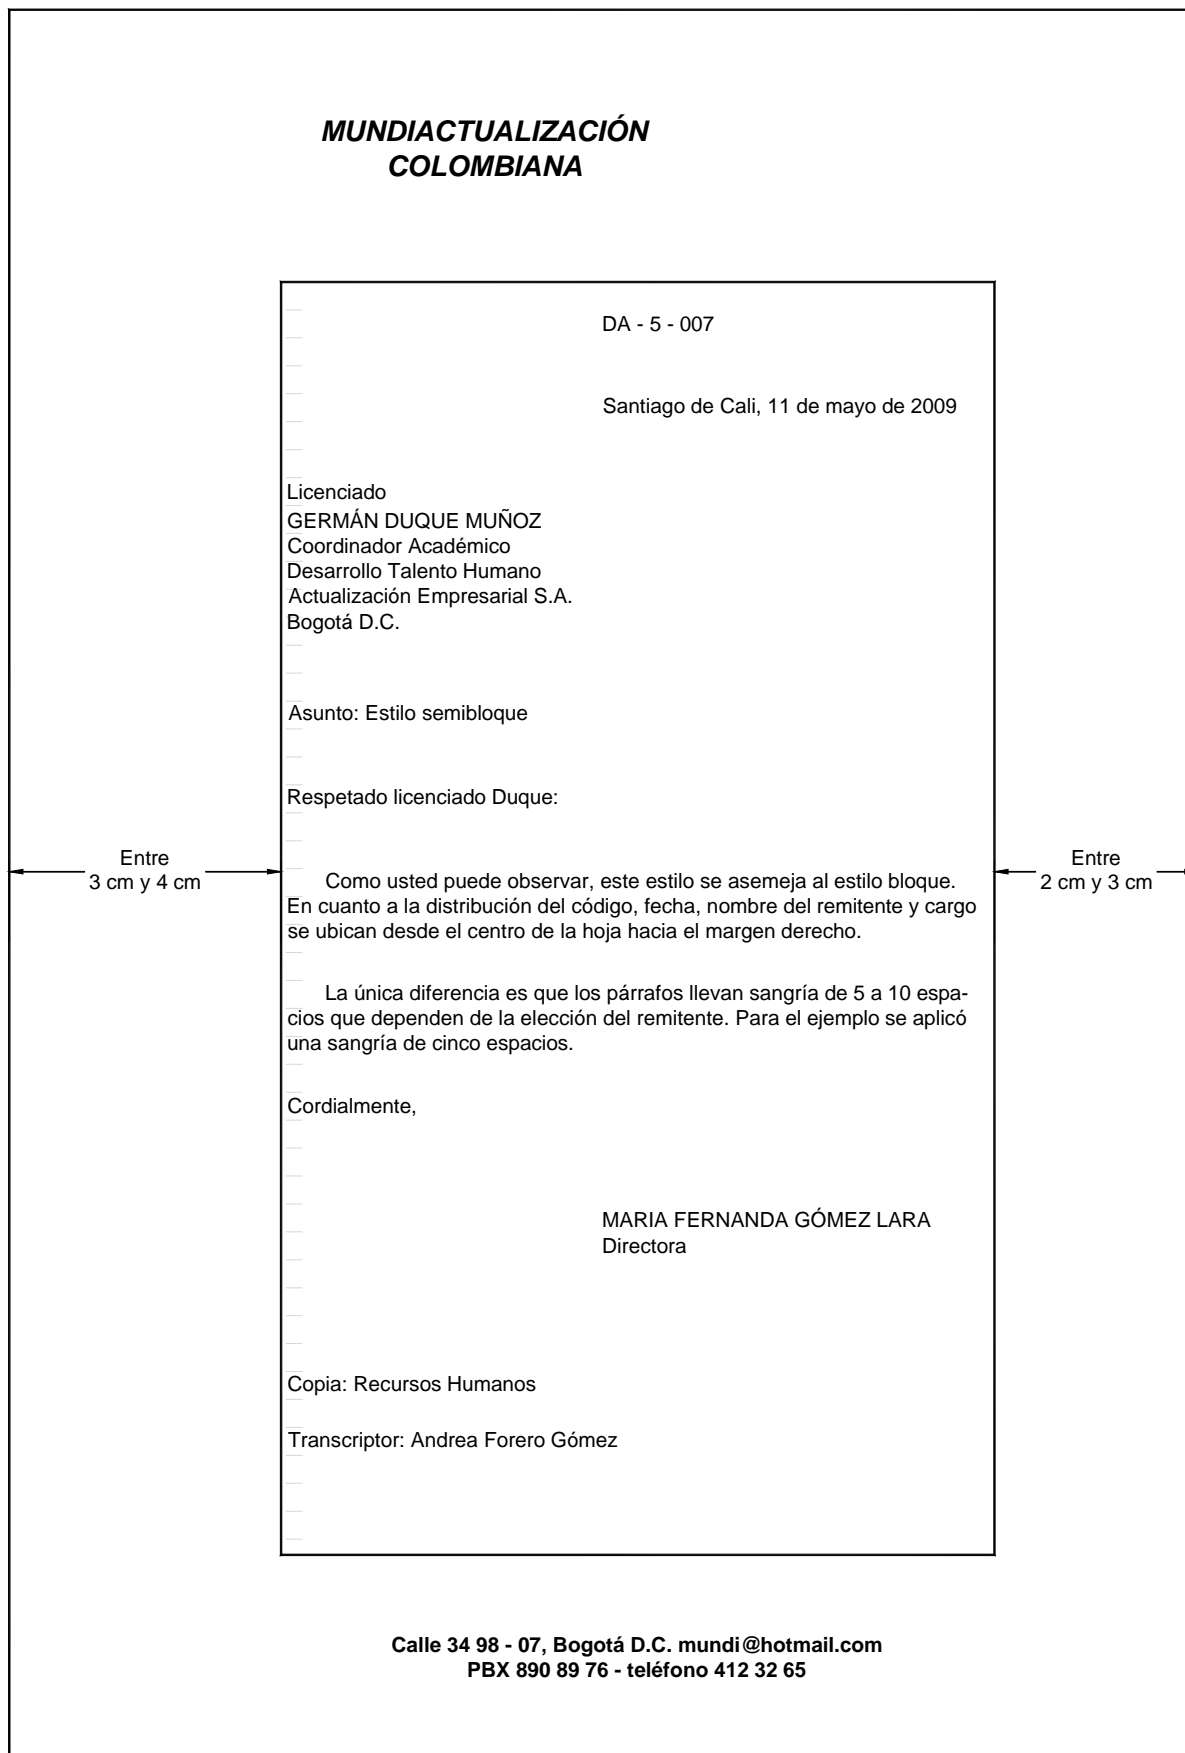 MUNDIACTUALIZACIÓN
COLOMBIANA
DA - 5 - 007
Santiago de Cali, 11 de mayo de 2009
Licenciado
GERMÁN DUQUE MUÑOZ
Coordinador Académico
Desarrollo Talento Humano
Actualización Empresarial S.A.
Bogotá D.C.
Asunto: Estilo semibloque
Respetado licenciado Duque:
Entre
3 cm y 4 cm
Entre
2 cm y 3 cm
Como usted puede observar, este estilo se asemeja al estilo bloque.
En cuanto a la distribución del código, fecha, nombre del remitente y cargo
se ubican desde el centro de la hoja hacia el margen derecho.
La única diferencia es que los párrafos llevan sangría de 5 a 10 espa-
cios que dependen de la elección del remitente. Para el ejemplo se aplicó
una sangría de cinco espacios.
Cordialmente,
MARIA FERNANDA GÓMEZ LARA
Directora
Copia: Recursos Humanos
Transcriptor: Andrea Forero Gómez
Calle 34 98 - 07, Bogotá D.C. mundi@hotmail.com
PBX 890 89 76 - teléfono 412 32 65